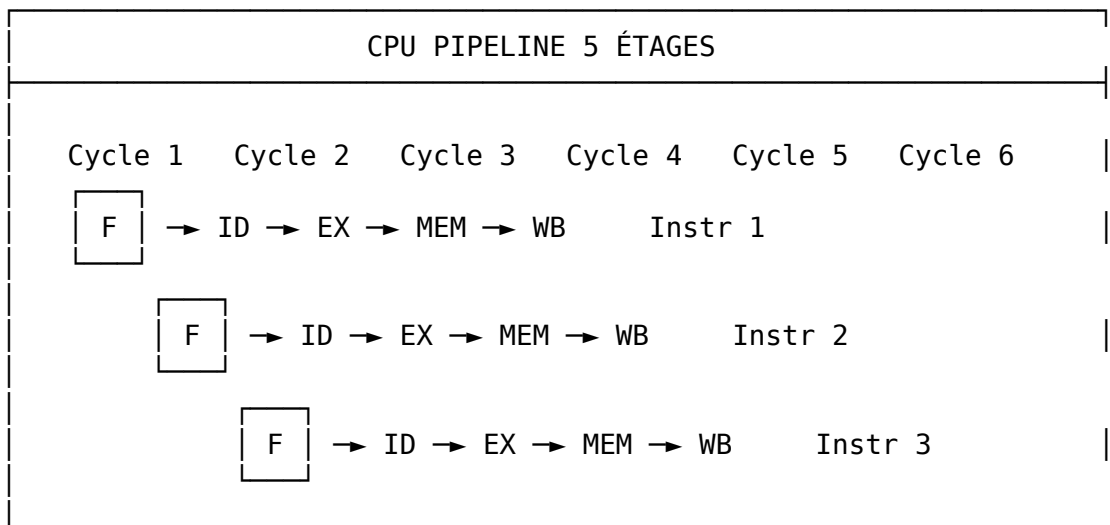 CPU PIPELINE 5 ÉTAGES
Cycle 1 Cycle 2 Cycle 3 Cycle 4 Cycle 5 Cycle 6
F → ID → EX → MEM → WB Instr 1
F → ID → EX → MEM → WB Instr 2
F → ID → EX → MEM → WB Instr 3